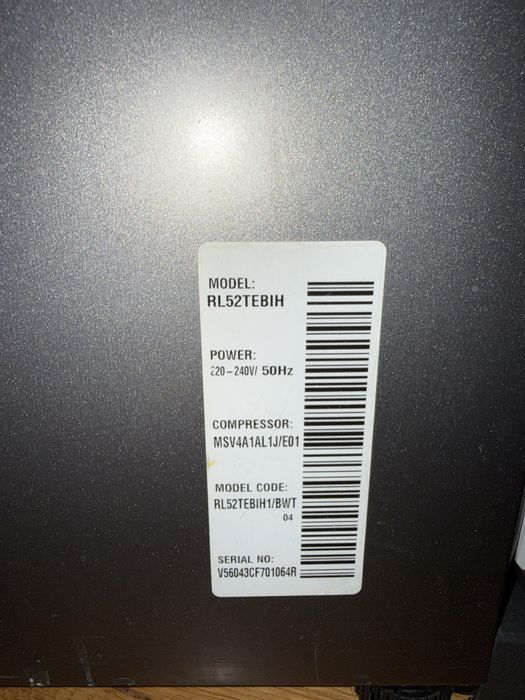 MODEL:
RL52TEBIH
POWER:
220-240V/ 50Hz
COMPRESSOR:
MSV4A1AL1J/E01
MODEL CODE:
RL52TEBIH1/BWT
04
SERIAL NO:
V56043CF701064R